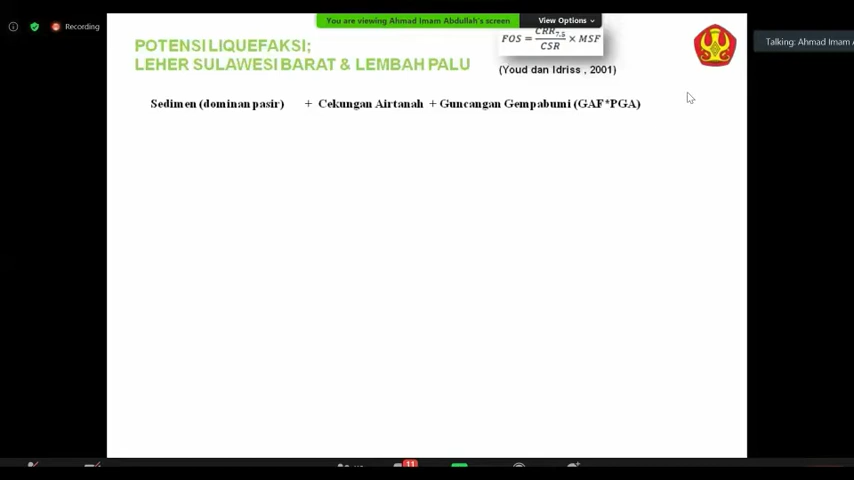 You are viewing Ahmad Imam Abdullah's screen
View Options
Recording
Talking: Ahmad Imam
POTENSI LIQUEFAKSI;
LEHER SULAWESI BARAT & LEMBAH PALU
FOS = CRR7,5 / CSR × MSF
(Youd dan Idriss , 2001)
Sedimen (dominan pasir) + Cekungan Airtanah + Guncangan Gempabumi (GAF*PGA)
11